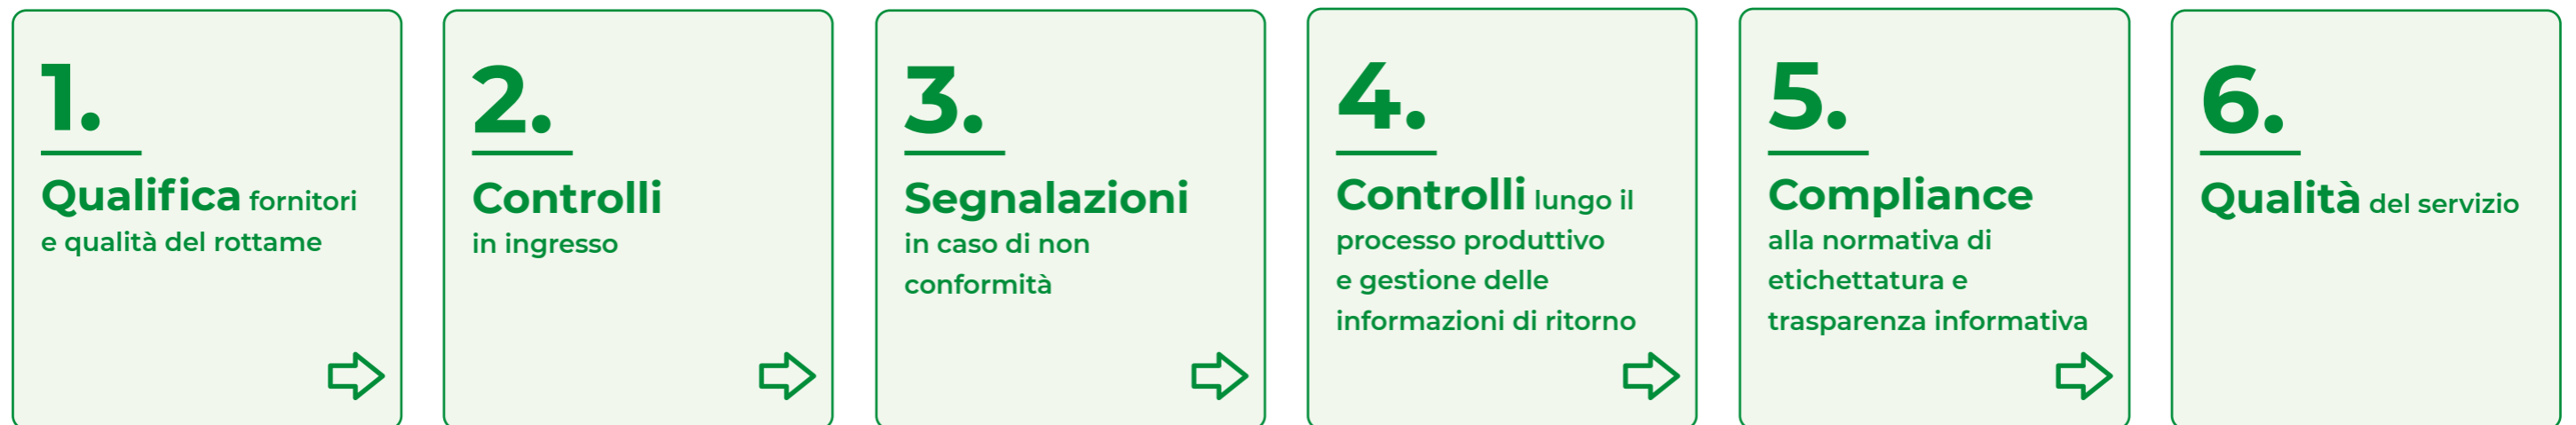 1.
Qualifica fornitori
e qualità del rottame
2.
Controlli
in ingresso
3.
Segnalazioni
in caso di non
conformità
4.
Controlli lungo il
processo produttivo
e gestione delle
informazioni di ritorno
5.
Compliance
alla normativa di
etichettatura e
trasparenza informativa
6.
Qualità del servizio